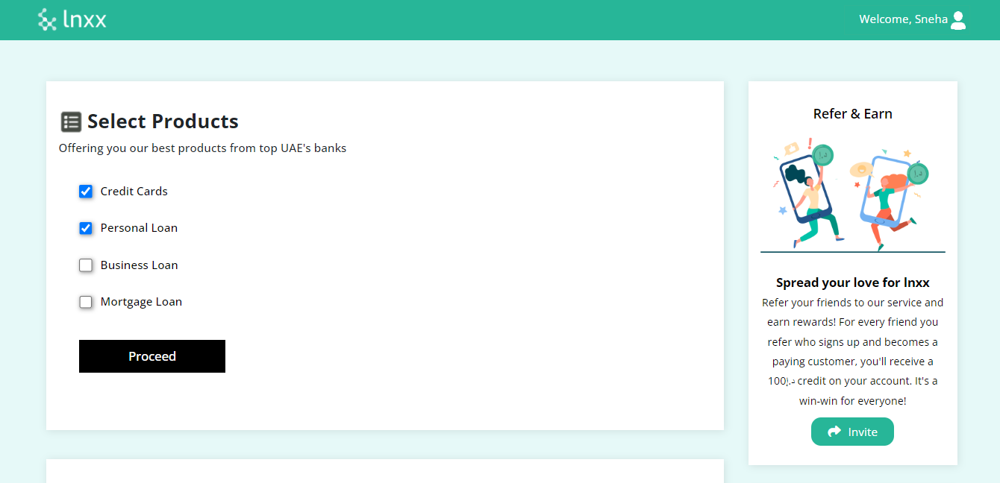 lnxx
Welcome, Sneha
Select Products
Offering you our best products from top UAE's banks
Credit Cards
Personal Loan
Business Loan
Mortgage Loan
Proceed
Refer & Earn
د.إ
د.إ
Spread your love for lnxx
Refer your friends to our service and
earn rewards! For every friend you
refer who signs up and becomes a
paying customer, you'll receive a
100د.إ credit on your account. It's a
win-win for everyone!
Invite